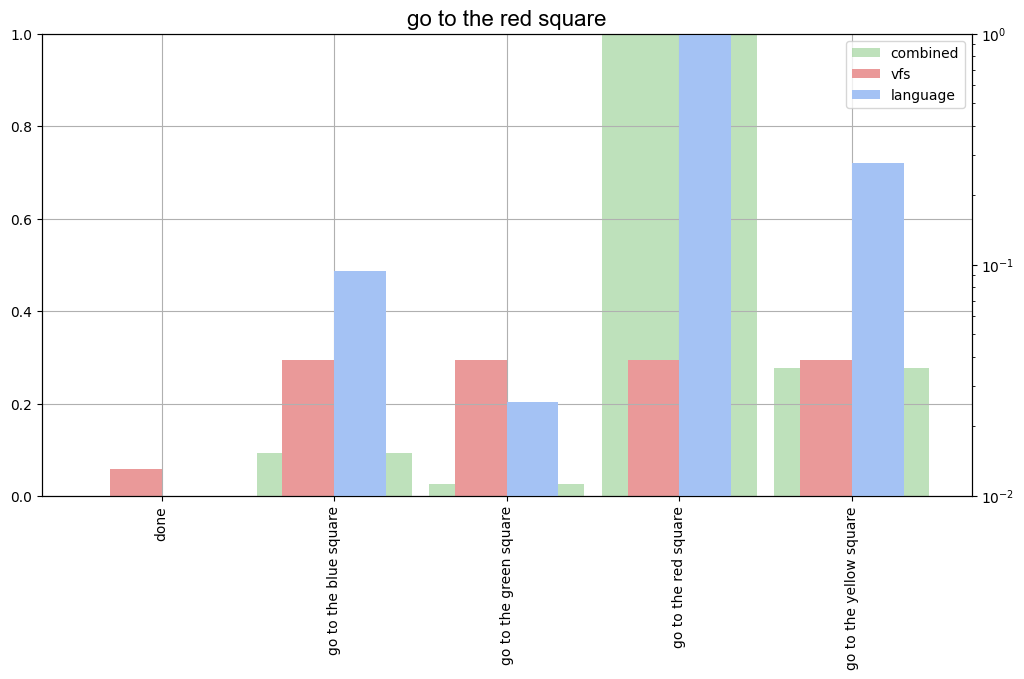 go to the red square
1.0
0.8
0.6
0.4
0.2
0.0
10^0
10^-1
10^-2
combined
vfs
language
done
go to the blue square
go to the green square
go to the red square
go to the yellow square